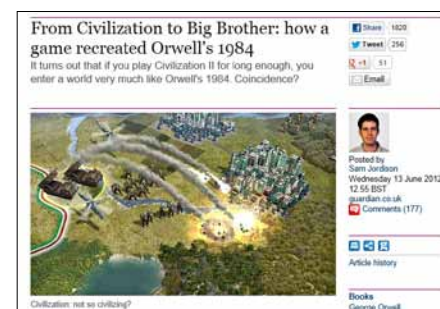 From Civilization to Big Brother: how a
game recreated Orwell's 1984
It turns out that if you play Civilization II for long enough, you
enter a world very much like Orwell's 1984. Coincidence?
Civilization: not so civilizing?
Share 1020
Tweet 256
+1 51
Email
Posted by
Sam Jordison
Wednesday 13 June 2012
12.55 BST
guardian.co.uk
Comments (177)
Article history
Books
George Orwell